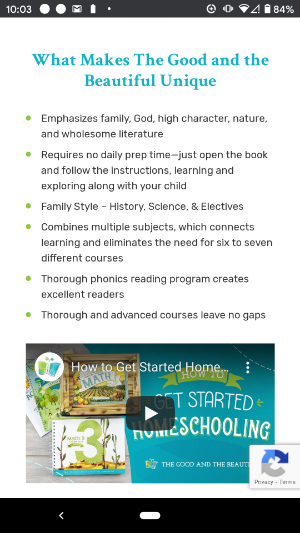 10:03
84%
What Makes The Good and the
Beautiful Unique
Emphasizes family, God, high character, nature,
and wholesome literature
Requires no daily prep time—just open the book
and follow the instructions, learning and
exploring along with your child
Family Style – History, Science, & Electives
Combines multiple subjects, which connects
learning and eliminates the need for six to seven
different courses
Thorough phonics reading program creates
excellent readers
Thorough and advanced courses leave no gaps
How to Get Started Home...
HOW TO
GET STARTED
HOMESCHOOLING
MATH
MATH
3
THE GOOD AND THE BEAUTI
Privacy - Terms